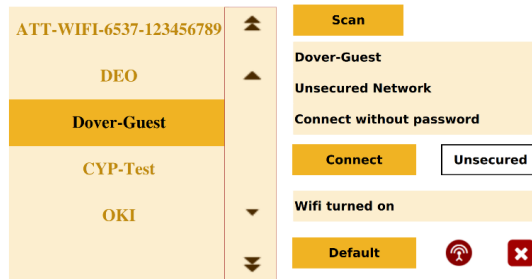 ATT-WIFI-6537-123456789
DEO
Dover-Guest
CYP-Test
OKI
Scan
Dover-Guest
Unsecured Network
Connect without password
Connect
Unsecured
Wifi turned on
Default